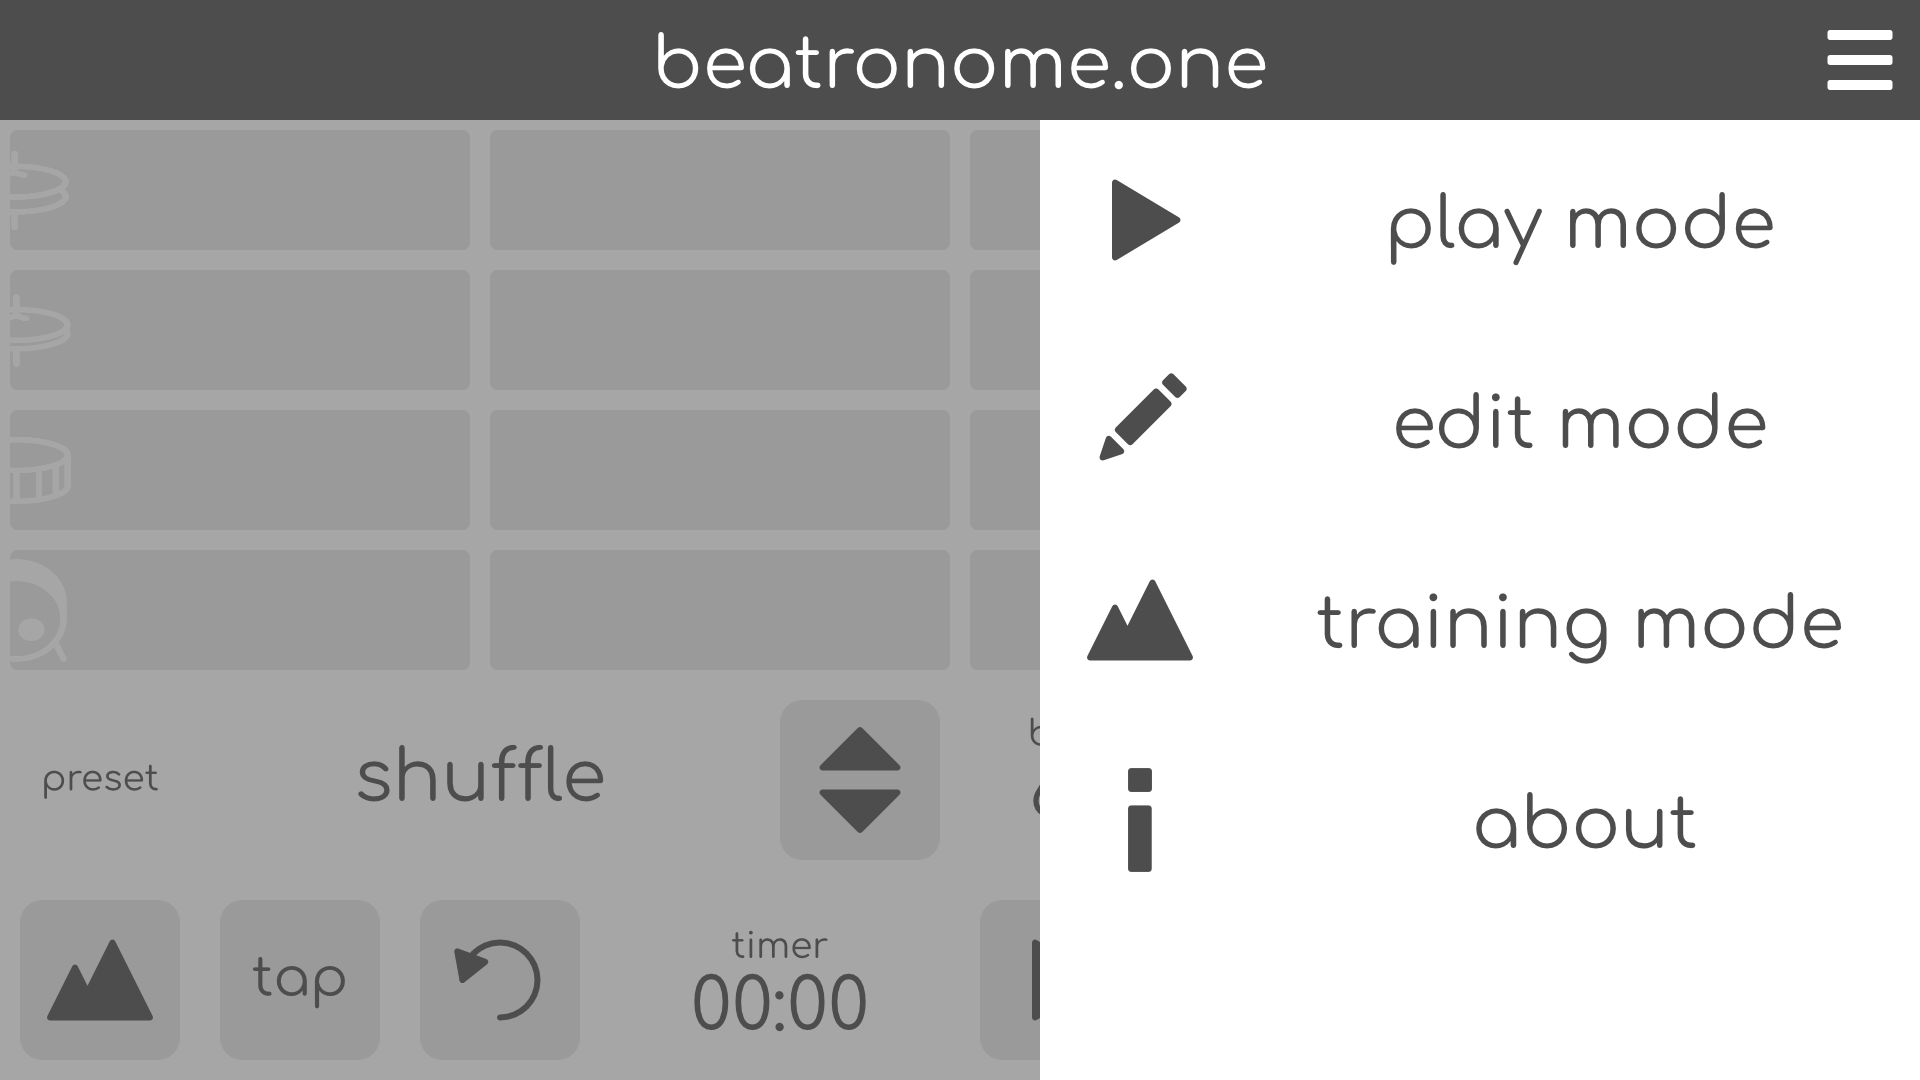 beatronome.one
play mode
edit mode
training mode
about
preset
shuffle
tap
timer
00:00